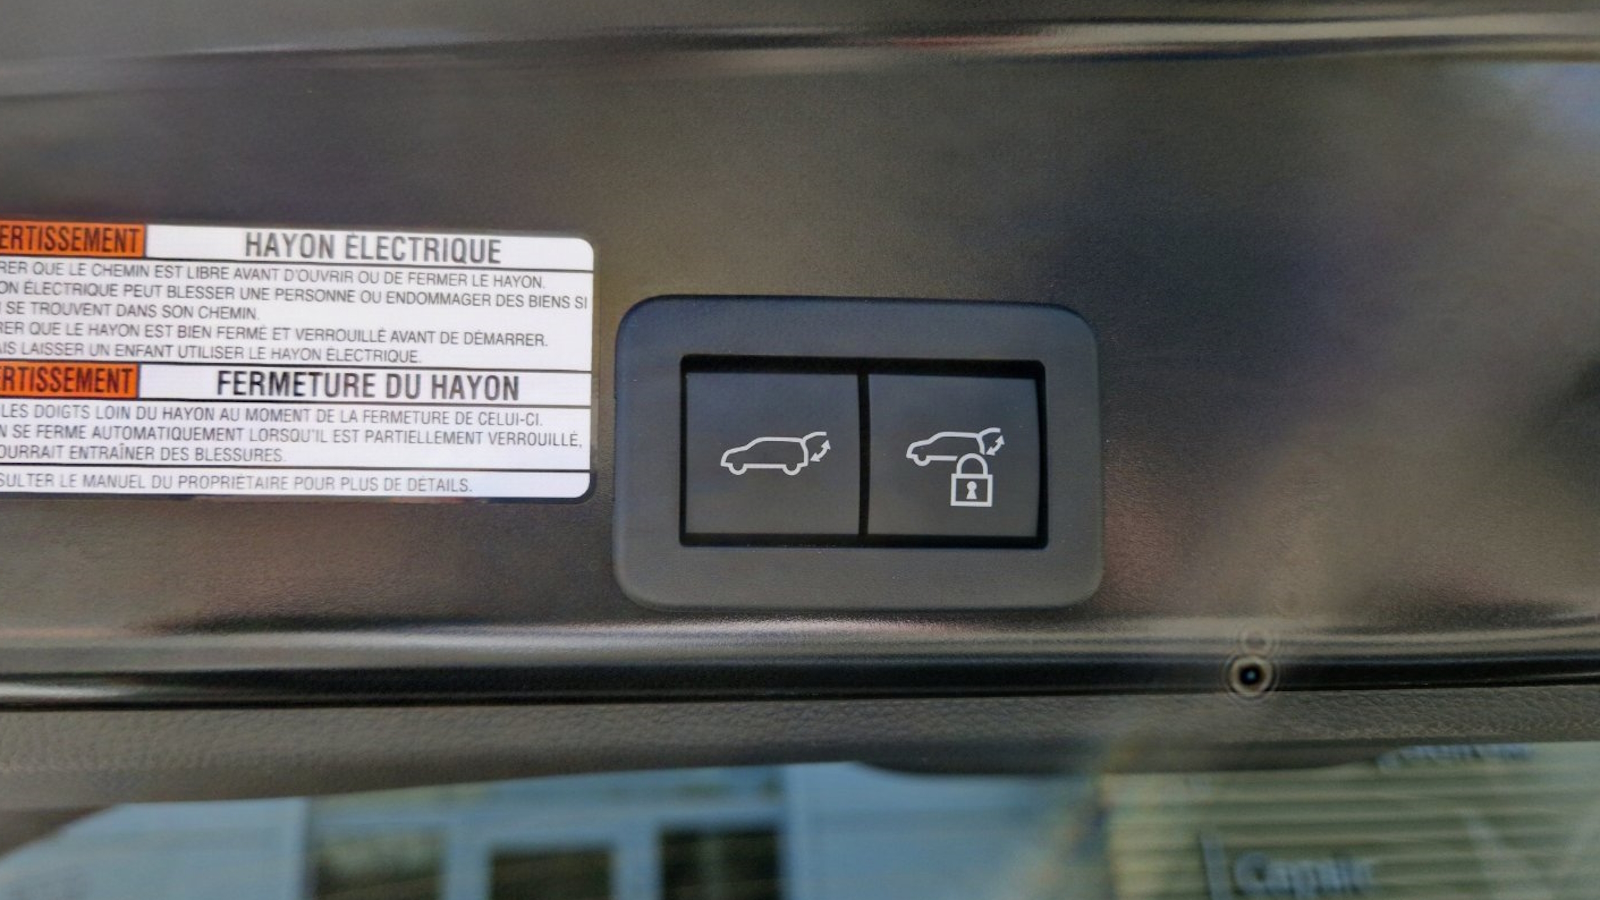 ERTISSEMENT HAYON ÉLECTRIQUE
RER QUE LE CHEMIN EST LIBRE AVANT D'OUVRIR OU DE FERMER LE HAYON.
ON ÉLECTRIQUE PEUT BLESSER UNE PERSONNE OU ENDOMMAGER DES BIENS SI
SE TROUVENT DANS SON CHEMIN.
RER QUE LE HAYON EST BIEN FERMÉ ET VERROUILLÉ AVANT DE DÉMARRER.
AIS LAISSER UN ENFANT UTILISER LE HAYON ÉLECTRIQUE.
ERTISSEMENT FERMETURE DU HAYON
LES DOIGTS LOIN DU HAYON AU MOMENT DE LA FERMETURE DE CELUI-CI.
N SE FERME AUTOMATIQUEMENT LORSQU'IL EST PARTIELLEMENT VERROUILLÉ,
OURRAIT ENTRAÎNER DES BLESSURES.
SULTER LE MANUEL DU PROPRIÉTAIRE POUR PLUS DE DÉTAILS.